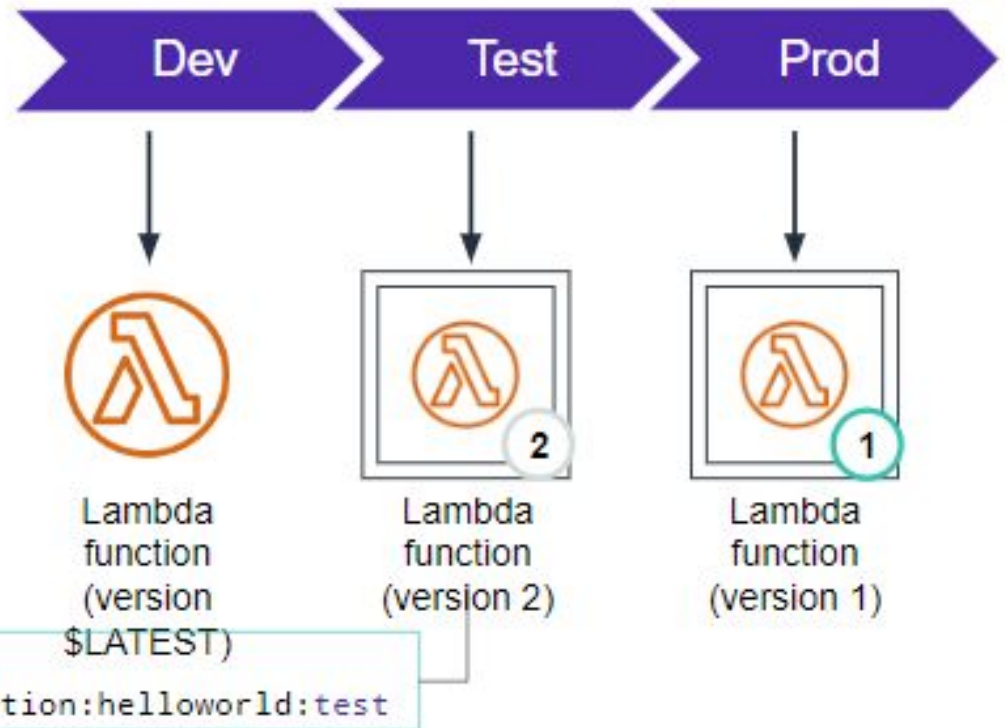 Dev
Test
Prod
2
1
Lambda
function
(version
$LATEST)
Lambda
function
(version 2)
Lambda
function
(version 1)
tion:helloworld:test